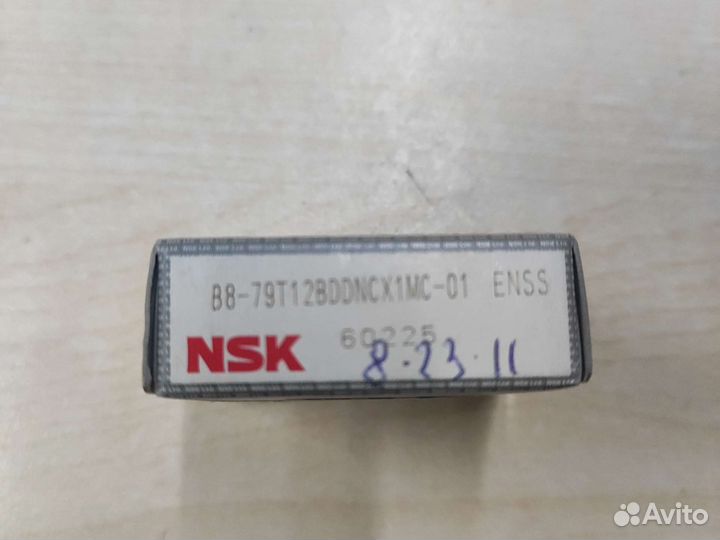 B8-79T12BDDNCX1MC-01 ENSS
60225
NSK
8.23.11
Avito